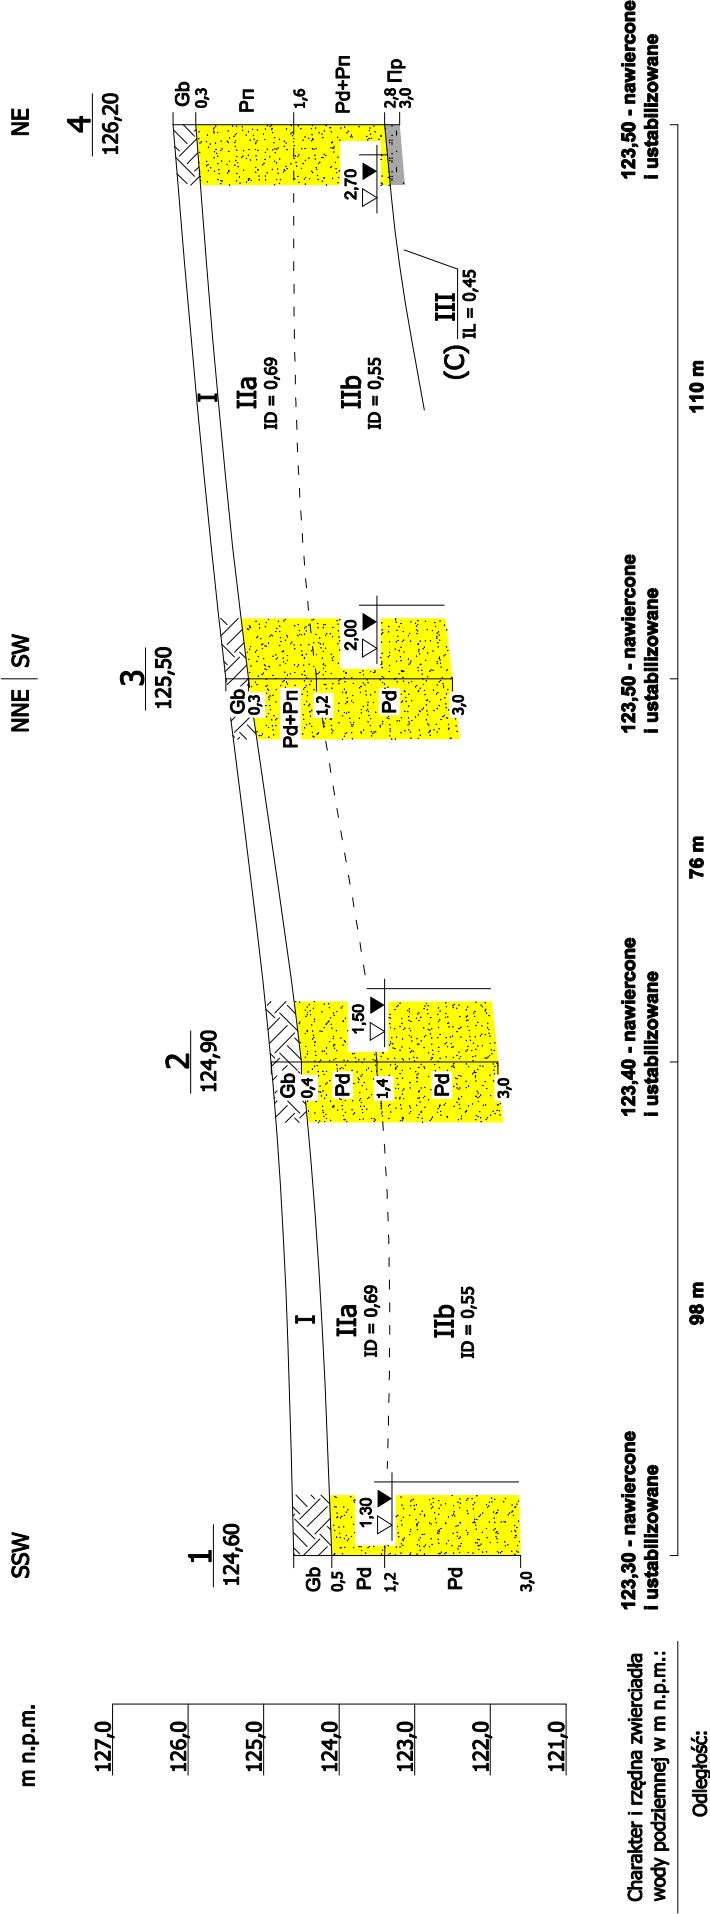 m n.p.m.
SSW
NNE
SW
NE
127,0
126,0
125,0
124,0
123,0
122,0
121,0
1
124,60
Gb
0,5
Pd
1,2
Pd
3,0
1,30
I
IIa
ID = 0,69
IIb
ID = 0,55
2
124,90
Gb
0,4
Pd
1,4
Pd
3,0
1,50
3
125,50
Gb
0,3
Pd+Pп
1,2
Pd
3,0
2,00
I
IIa
ID = 0,69
IIb
ID = 0,55
(C)
III
IL = 0,45
4
126,20
Gb
0,3
Pп
1,6
Pd+Pп
2,8 Пp
3,0
2,70
Charakter i rzędna zwierciadła
wody podziemnej w m n.p.m.:
123,30 - nawiercone
i ustabilizowane
123,40 - nawiercone
i ustabilizowane
123,50 - nawiercone
i ustabilizowane
123,50 - nawiercone
i ustabilizowane
Odległość:
98 m
76 m
110 m